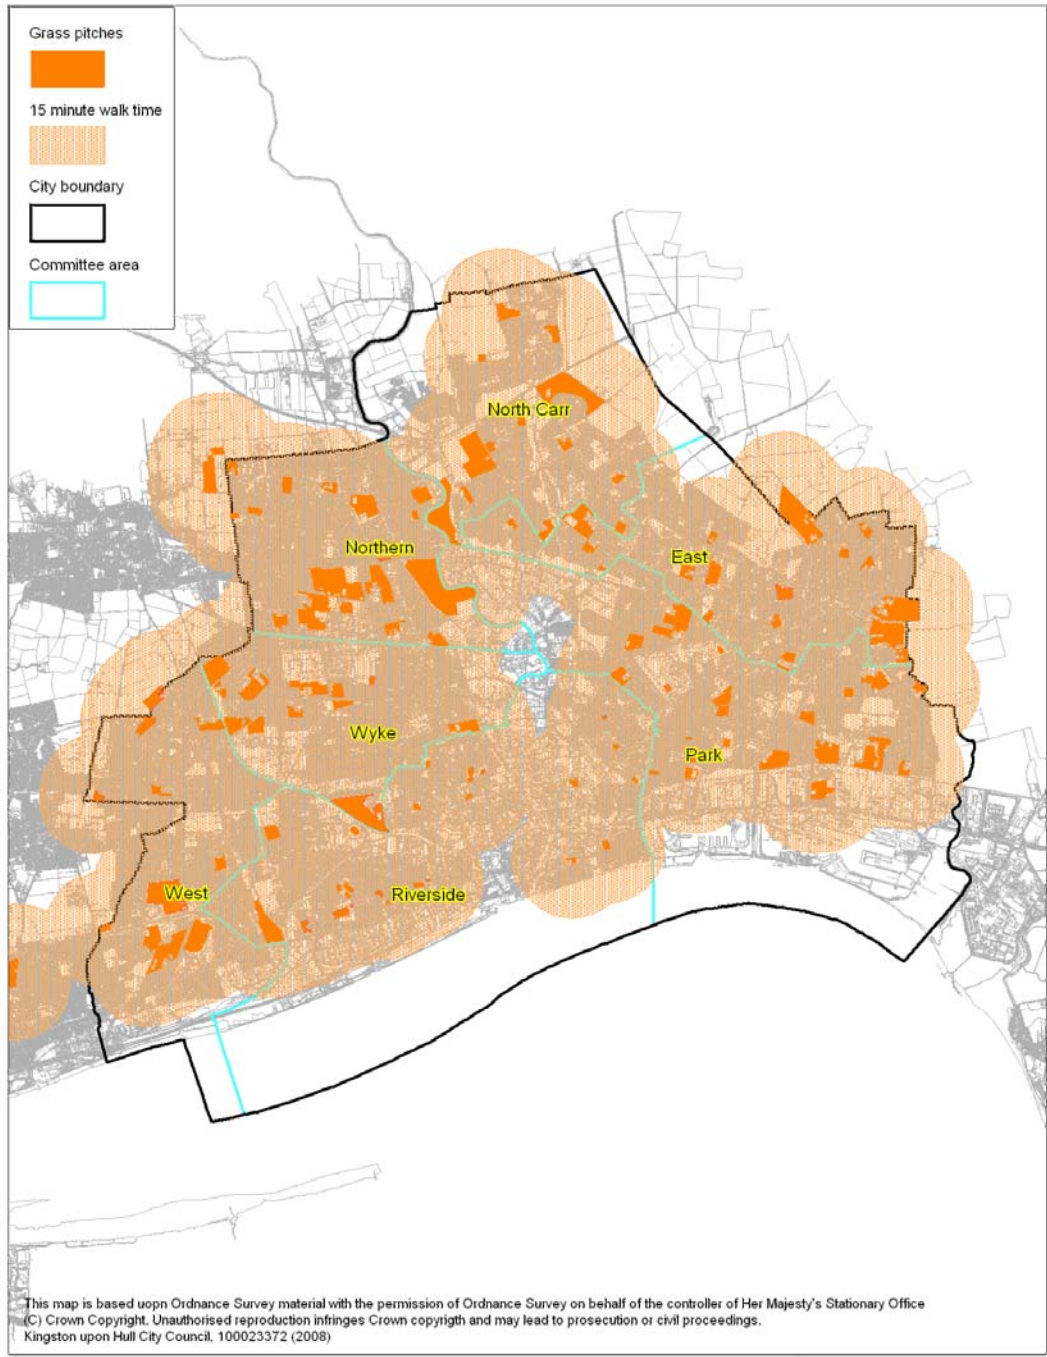 Grass pitches
15 minute walk time
City boundary
Committee area
North Carr
Northern
East
Wyke
Park
West
Riverside
This map is based uopn Ordnance Survey material with the permission of Ordnance Survey on behalf of the controller of Her Majesty's Stationary Office
(C) Crown Copyright. Unauthorised reproduction infringes Crown copyrigth and may lead to prosecution or civil proceedings.
Kingston upon Hull City Council, 100023372 (2008)